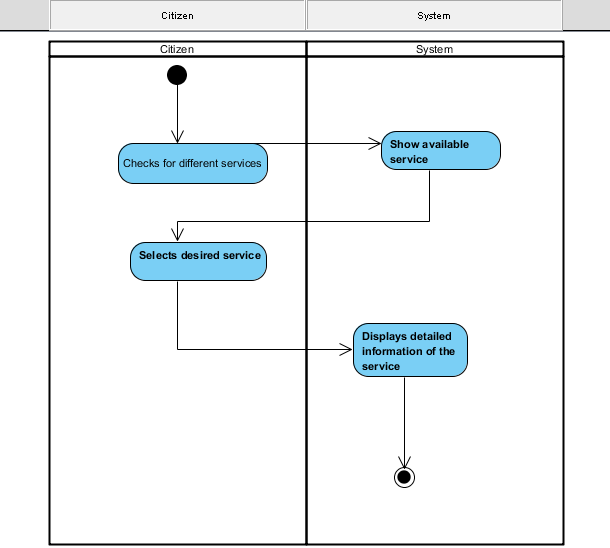 Citizen
System
Citizen
System
Checks for different services
Show available
service
Selects desired service
Displays detailed
information of the
service